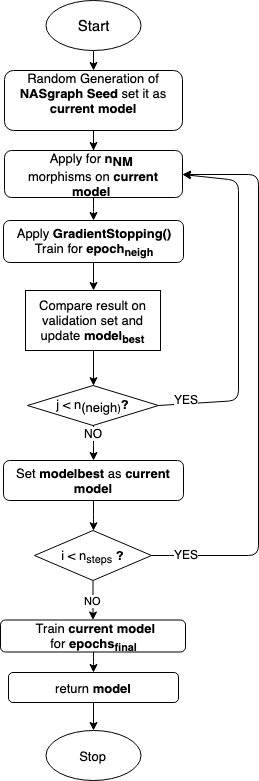 Start
Random Generation of
NASgraph Seed set it as
current model
Apply for nNM
morphisms on current
model
Apply GradientStopping()
Train for epochneigh
Compare result on
validation set and
update modelbest
j < n(neigh)?
YES
NO
Set modelbest as current
model
i < nsteps ?
YES
NO
Train current model
for epochsfinal
return model
Stop